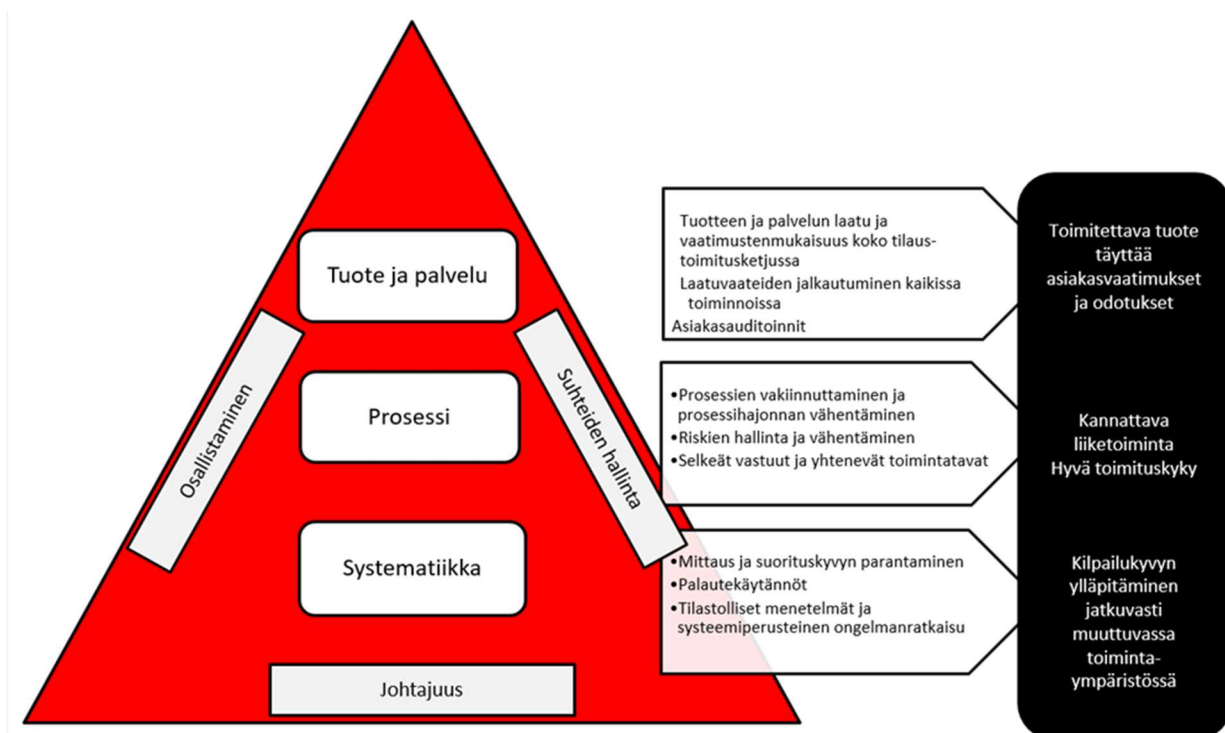 Tuote ja palvelu
Osallistaminen
Suhteiden hallinta
Prosessi
Systematiikka
Johtajuus
Tuotteen ja palvelun laatu ja
vaatimustenmukaisuus koko tilaus-
toimitusketjussa
Laatuvaateiden jalkautuminen kaikissa
toiminnoissa
Asiakasauditoinnit
•Prosessien vakiinnuttaminen ja
prosessihajonnan vähentäminen
•Riskien hallinta ja vähentäminen
•Selkeät vastuut ja yhtenevät toimintatavat
•Mittaus ja suorituskyvyn parantaminen
•Palautekäytännöt
•Tilastolliset menetelmät ja
systeemiperusteinen ongelmanratkaisu
Toimitettava tuote
täyttää
asiakasvaatimukset
ja odotukset
Kannattava
liiketoiminta
Hyvä toimituskyky
Kilpailukyvyn
ylläpitäminen
jatkuvasti
muuttuvassa
toiminta-
ympäristössä